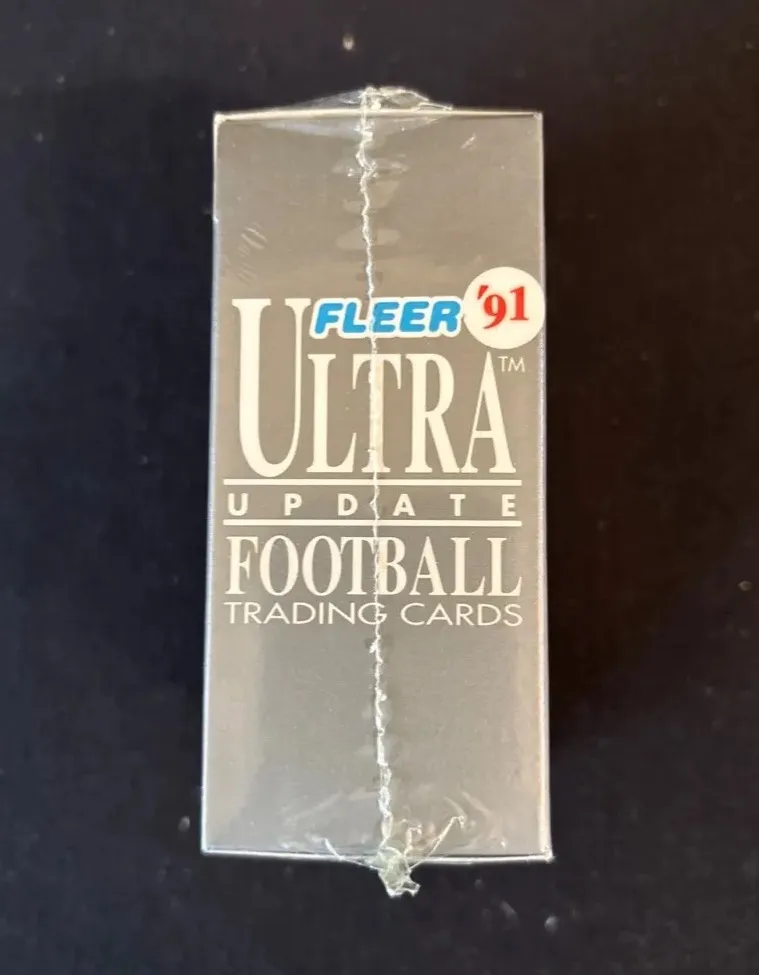 FLEER '91
ULTRA™
UPDATE
FOOTBALL
TRADING CARDS